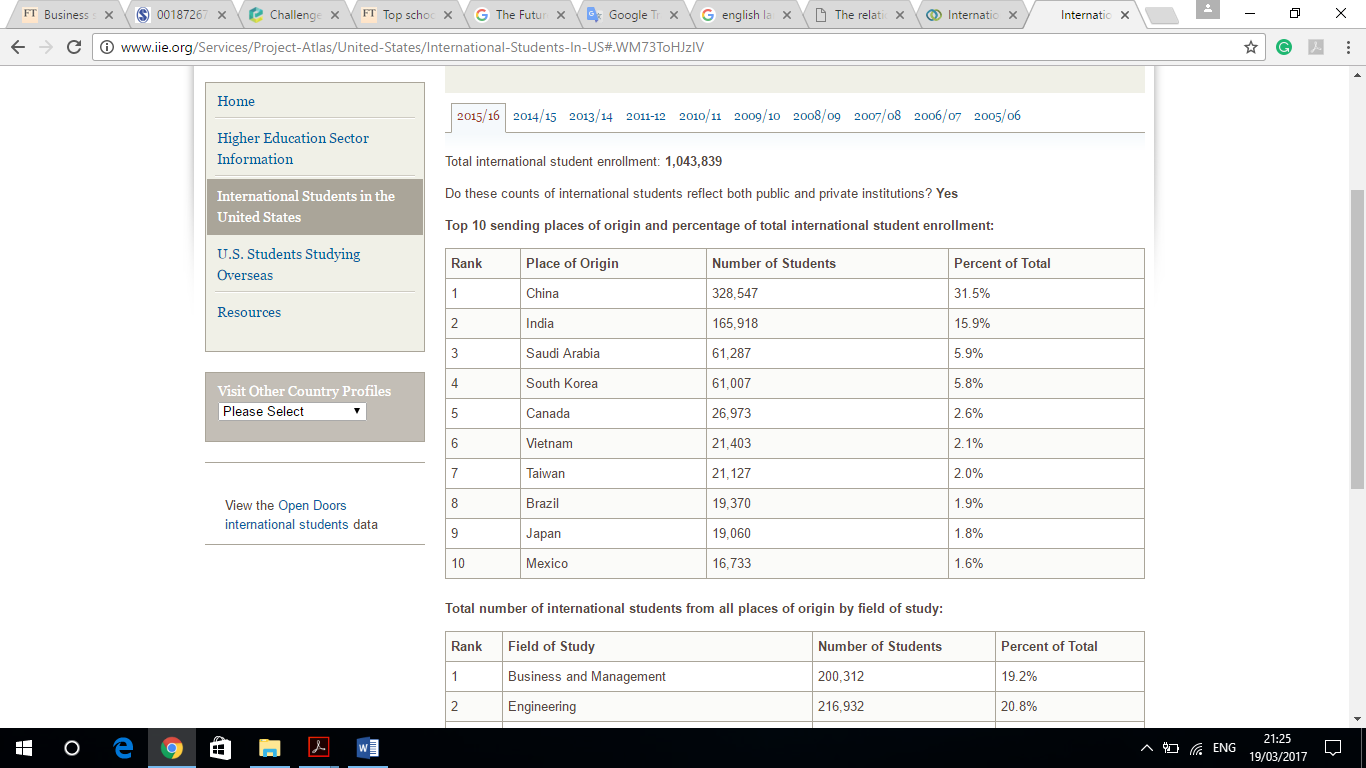 FT Business
00187267
Challenge
FT Top schoo
The Futur
Google Tr
english la
The relati
Internatio
Internatio
www.iie.org/Services/Project-Atlas/United-States/International-Students-In-US#.WM73ToHJzIV
Home
Higher Education Sector
Information
International Students in the
United States
U.S. Students Studying
Overseas
Resources
Visit Other Country Profiles
Please Select
View the Open Doors
international students data
2015/16 2014/15 2013/14 2011-12 2010/11 2009/10 2008/09 2007/08 2006/07 2005/06
Total international student enrollment: 1,043,839
Do these counts of international students reflect both public and private institutions? Yes
Top 10 sending places of origin and percentage of total international student enrollment:
Rank Place of Origin Number of Students Percent of Total
1 China 328,547 31.5%
2 India 165,918 15.9%
3 Saudi Arabia 61,287 5.9%
4 South Korea 61,007 5.8%
5 Canada 26,973 2.6%
6 Vietnam 21,403 2.1%
7 Taiwan 21,127 2.0%
8 Brazil 19,370 1.9%
9 Japan 19,060 1.8%
10 Mexico 16,733 1.6%
Total number of international students from all places of origin by field of study:
Rank Field of Study Number of Students Percent of Total
1 Business and Management 200,312 19.2%
2 Engineering 216,932 20.8%
ENG
21:25
19/03/2017